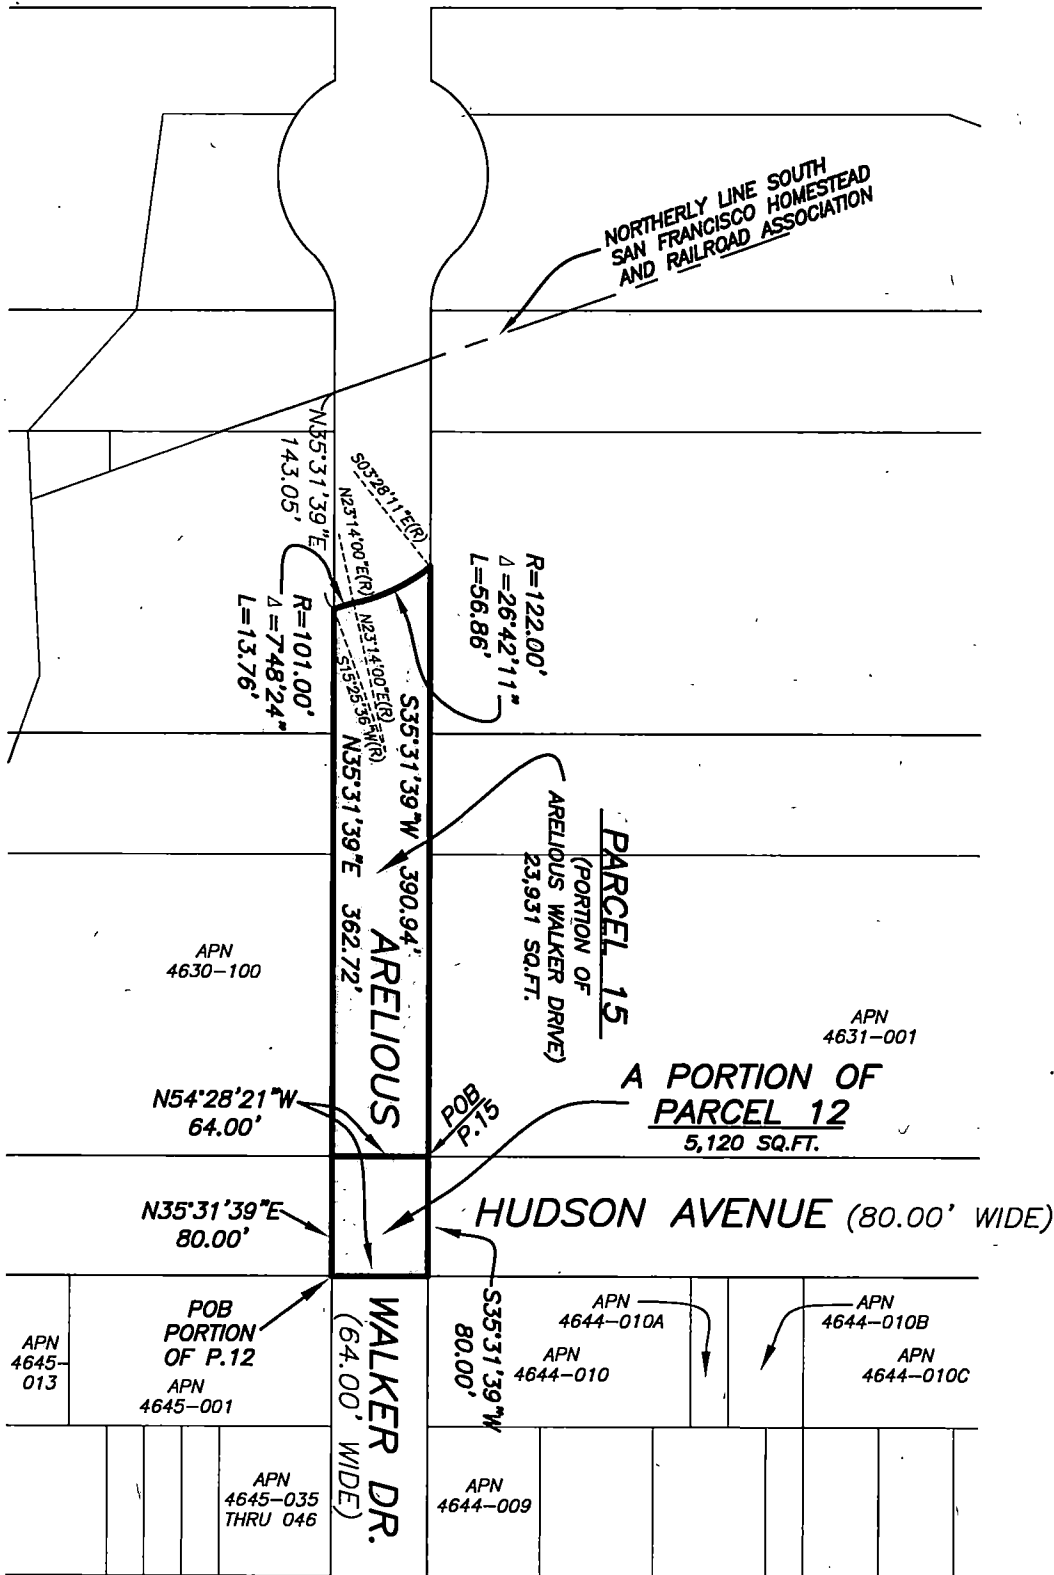 NORTHERLY LINE SOUTH
SAN FRANCISCO HOMESTEAD
AND RAILROAD ASSOCIATION
N35°31'39"E
143.05'
S03°28'11"E(R)
N23°14'00"E(R)
N23°14'00"E(R)
S15°25'36"W(R)
R=122.00'
Δ=26°42'11"
L=56.86'
R=101.00'
Δ=7°48'24"
L=13.76'
S35°31'39"W 390.94'
N35°31'39"E 362.72'
PARCEL 15
(PORTION OF
ARELIOUS WALKER DRIVE)
23,931 SQ.FT.
ARELIOUS
APN
4630-100
APN
4631-001
A PORTION OF
PARCEL 12
5,120 SQ.FT.
N54°28'21"W
64.00'
POB
P.15
N35°31'39"E
80.00'
HUDSON AVENUE (80.00' WIDE)
S35°31'39"W
80.00'
POB
PORTION
OF P.12
WALKER DR.
(64.00' WIDE)
APN
4645-
013
APN
4645-001
APN
4644-010A
APN
4644-010
APN
4644-010B
APN
4644-010C
APN
4645-035
THRU 046
APN
4644-009